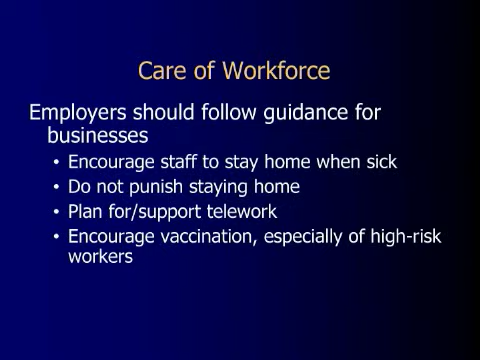 Care of Workforce
Employers should follow guidance for
businesses
• Encourage staff to stay home when sick
• Do not punish staying home
• Plan for/support telework
• Encourage vaccination, especially of high-risk
workers